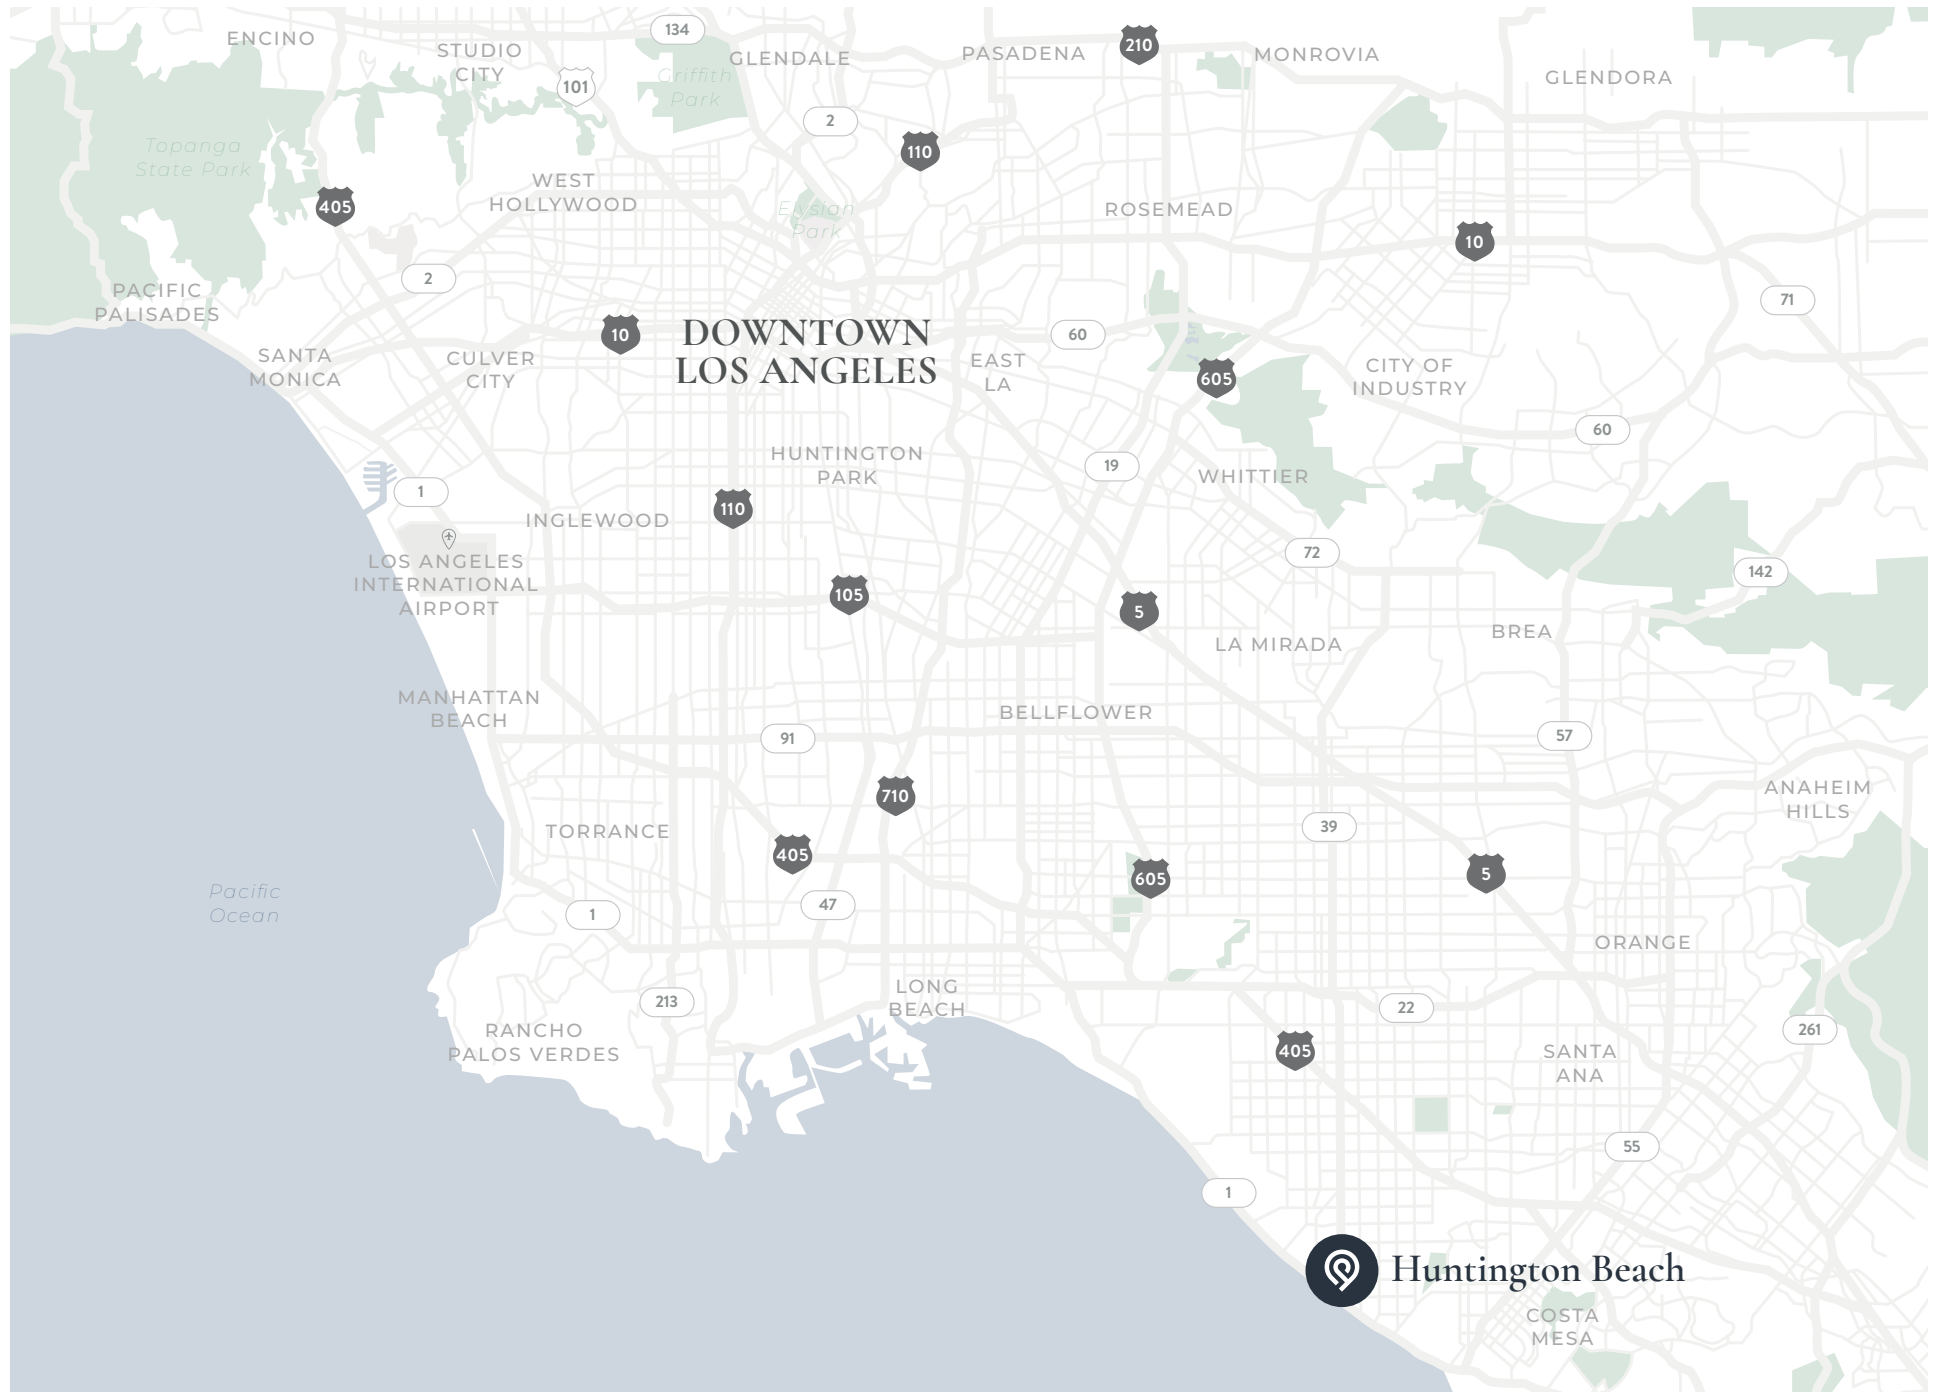 ENCINO
STUDIO
CITY
134
GLENDALE
PASADENA
210
MONROVIA
GLENDORA
101
Griffith
Park
2
110
Topanga
State Park
405
WEST
HOLLYWOOD
Elysian
Park
ROSEMEAD
10
2
PACIFIC
PALISADES
71
10
DOWNTOWN
LOS ANGELES
60
SANTA
MONICA
CULVER
CITY
EAST
LA
605
CITY OF
INDUSTRY
60
HUNTINGTON
PARK
19
WHITTIER
1
110
INGLEWOOD
LOS ANGELES
INTERNATIONAL
AIRPORT
72
142
105
5
LA MIRADA
BREA
MANHATTAN
BEACH
BELLFLOWER
91
57
710
ANAHEIM
HILLS
TORRANCE
39
405
605
5
Pacific
Ocean
1
47
ORANGE
213
LONG
BEACH
22
RANCHO
PALOS VERDES
405
SANTA
ANA
261
55
1
Huntington Beach
COSTA
MESA